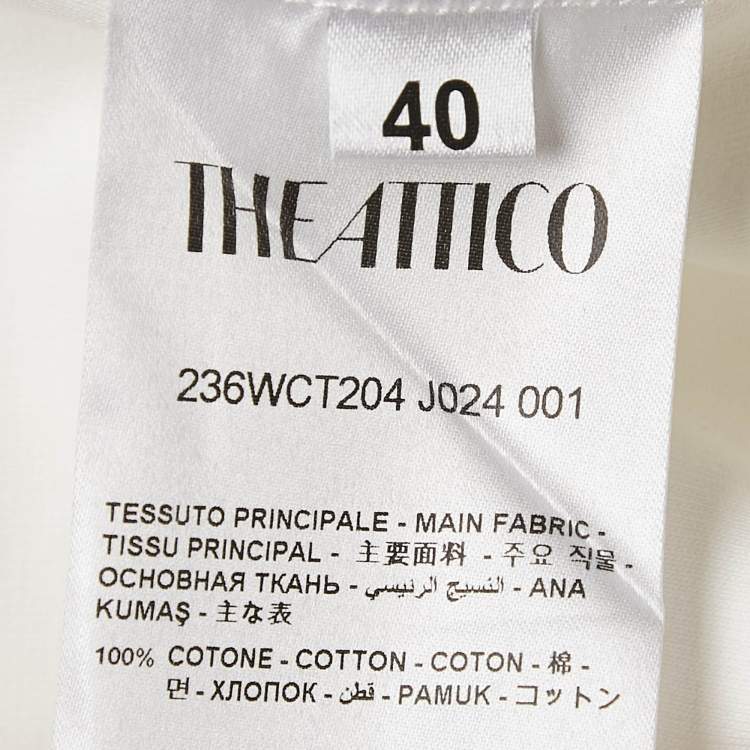 40
THE ATTICO
236WCT204 J024 001
TESSUTO PRINCIPALE - MAIN FABRIC -
TISSU PRINCIPAL - 主要面料 - 주요 직물 -
ОСНОВНАЯ ТКАНЬ - النسيج الرئيسي - ANA
KUMAŞ - 主な表
100% COTONE - COTTON - COTON - 棉 -
면 - ХЛОПОК - قطن - PAMUK - コットン